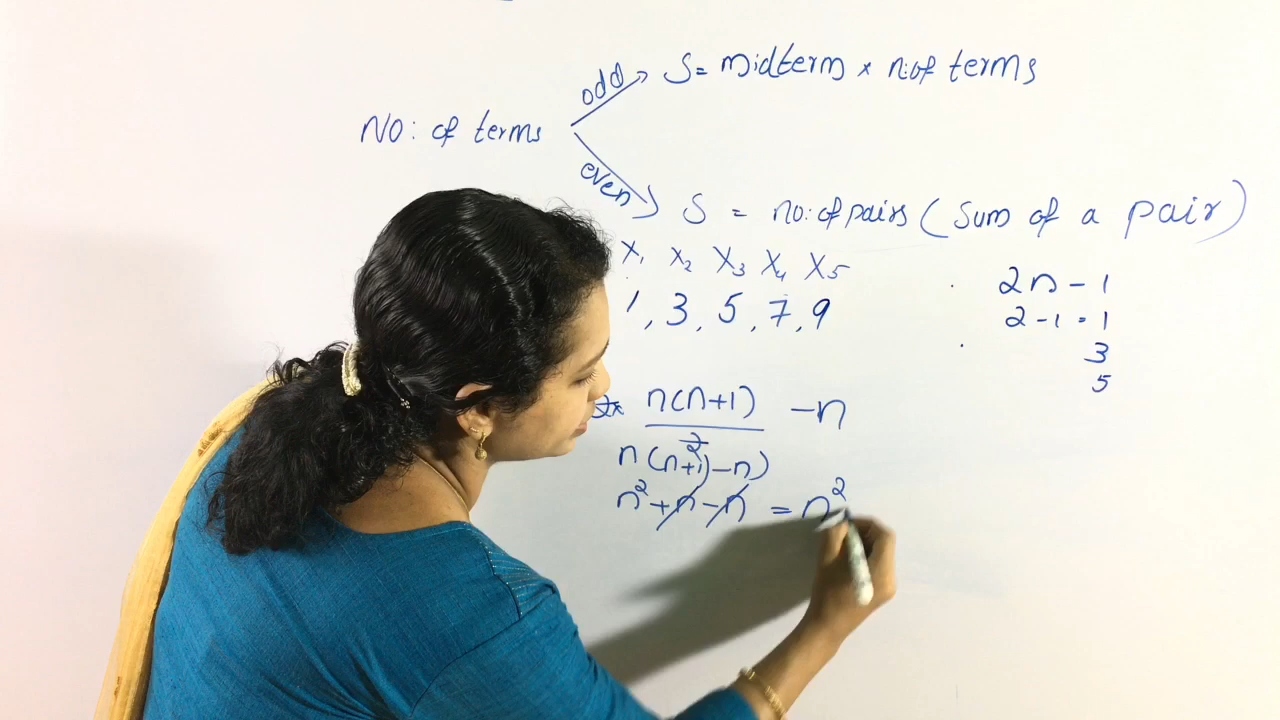 odd S = midterm × n:of terms
NO: of terms
even S = no: of pairs (sum of a pair)
X₁ X₂ X₃ X₄ X₅
1, 3, 5, 7, 9
2n - 1
2 - 1 = 1
3
5
2× n(n+1)/2 - n
n(n+1) - n)
n² + n - n = n²